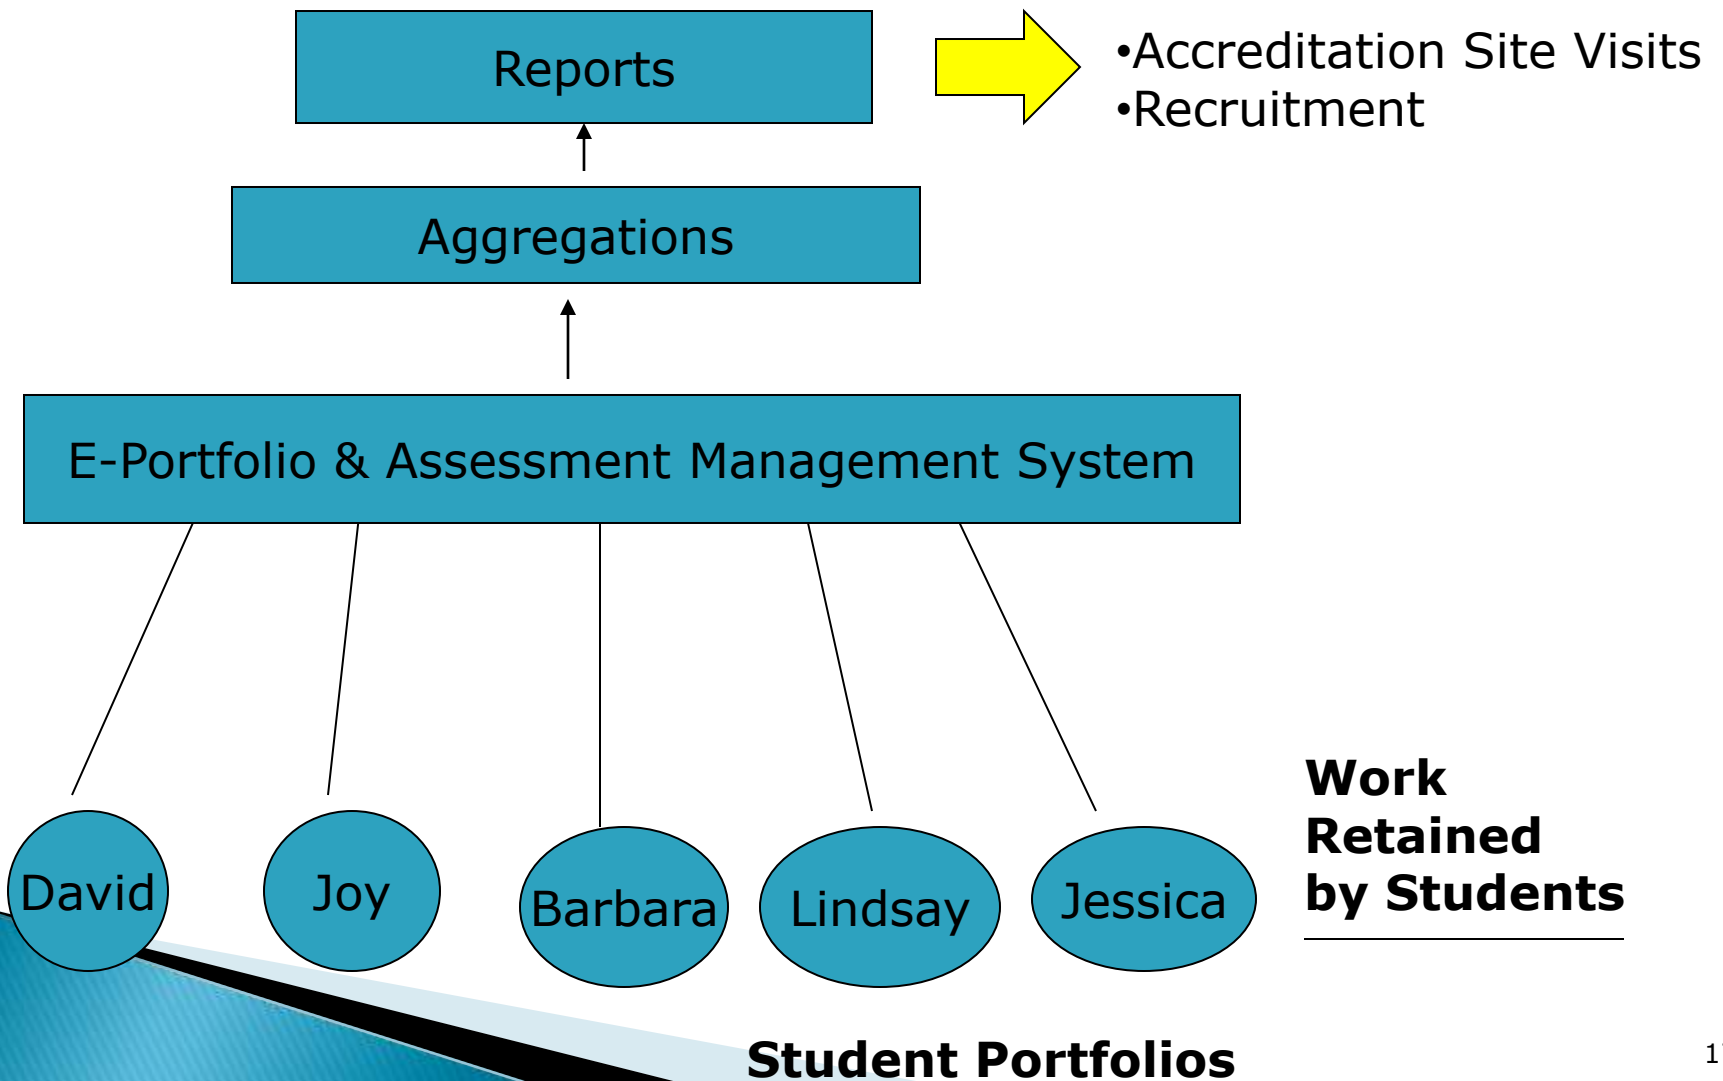 Reports
•Accreditation Site Visits
•Recruitment
Aggregations
E-Portfolio & Assessment Management System
Work
Retained
by Students
David
Joy
Barbara
Lindsay
Jessica
Student Portfolios